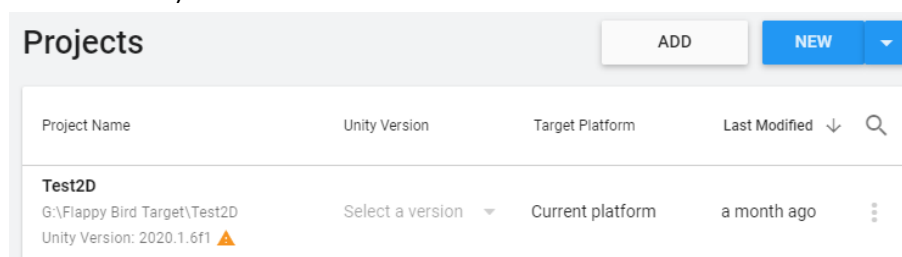 Projects
ADD
NEW
Project Name
Unity Version
Target Platform
Last Modified
Test2D
G:\Flappy Bird Target\Test2D
Select a version
Current platform
a month ago
Unity Version: 2020.1.6f1